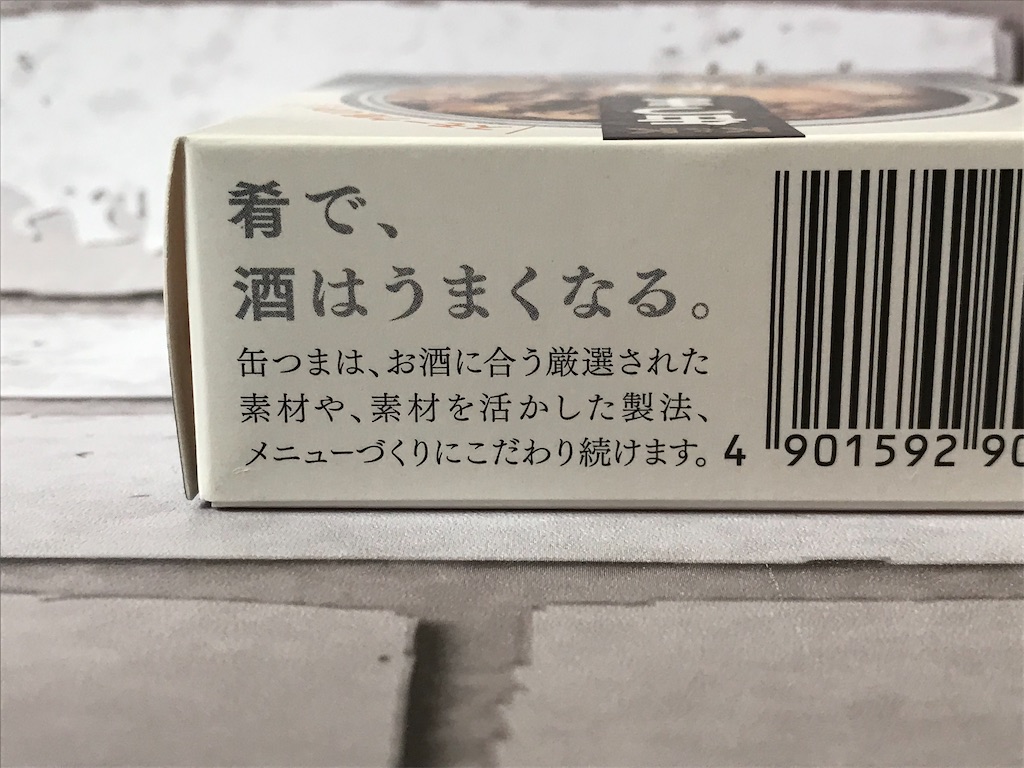 肴で、
酒はうまくなる。
缶つまは、お酒に合う厳選された
素材や、素材を活かした製法、
メニューづくりにこだわり続けます。
4 901592 90